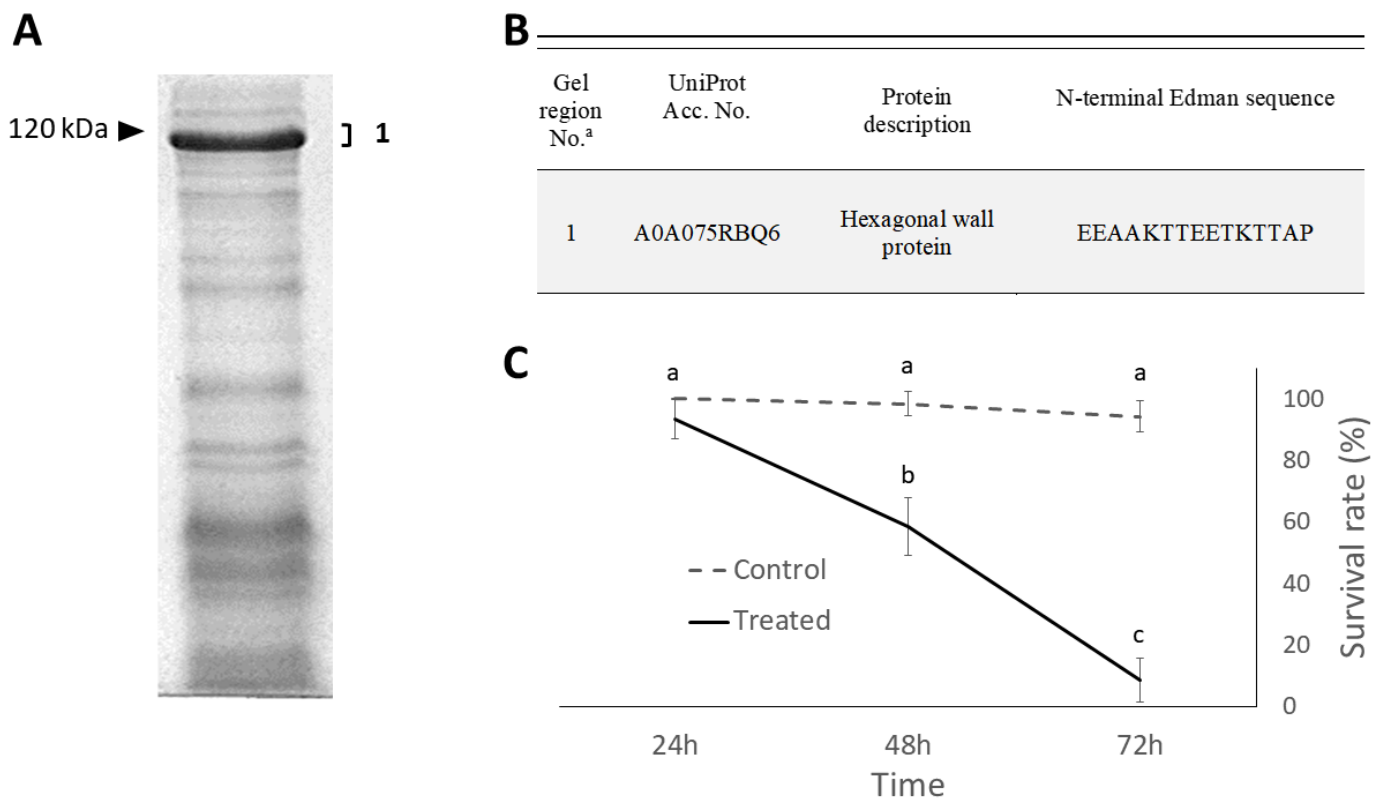 A
120 kDa
1
B
Gel region No.a
UniProt Acc. No.
Protein description
N-terminal Edman sequence
1
A0A075RBQ6
Hexagonal wall protein
EEAAKTTEETKTTAP
C
a
a
a
b
c
Control
Treated
100
80
60
40
20
0
Survival rate (%)
24h
48h
72h
Time